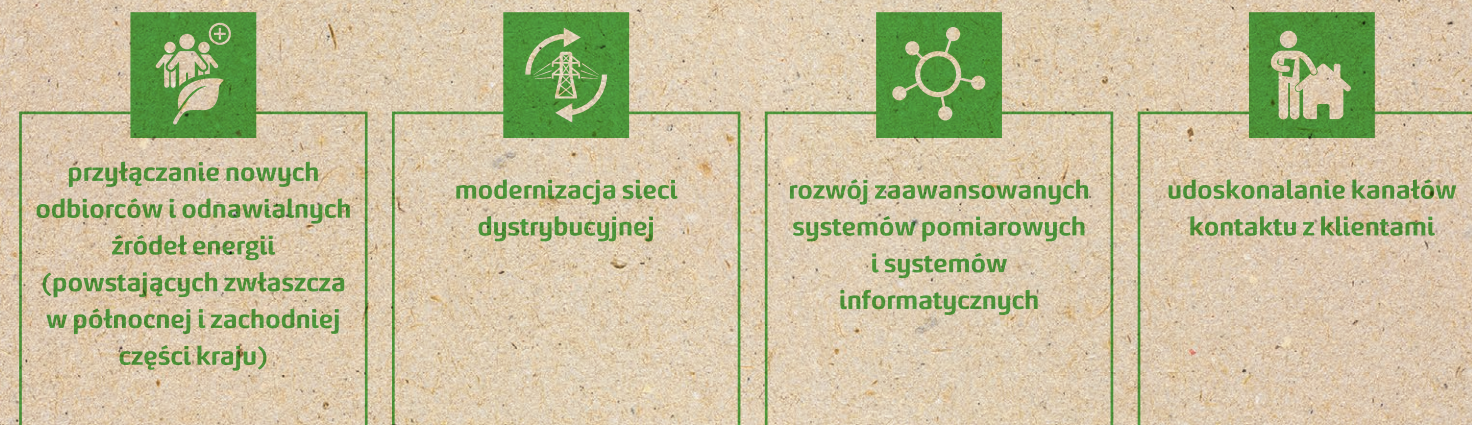 przyłączanie nowych
odbiorców i odnawialnych
źródeł energii
(powstających zwłaszcza
w północnej i zachodniej
części kraju)
modernizacja sieci
dystrybucyjnej
rozwój zaawansowanych
systemów pomiarowych
i systemów
informatycznych
udoskonalanie kanałów
kontaktu z klientami